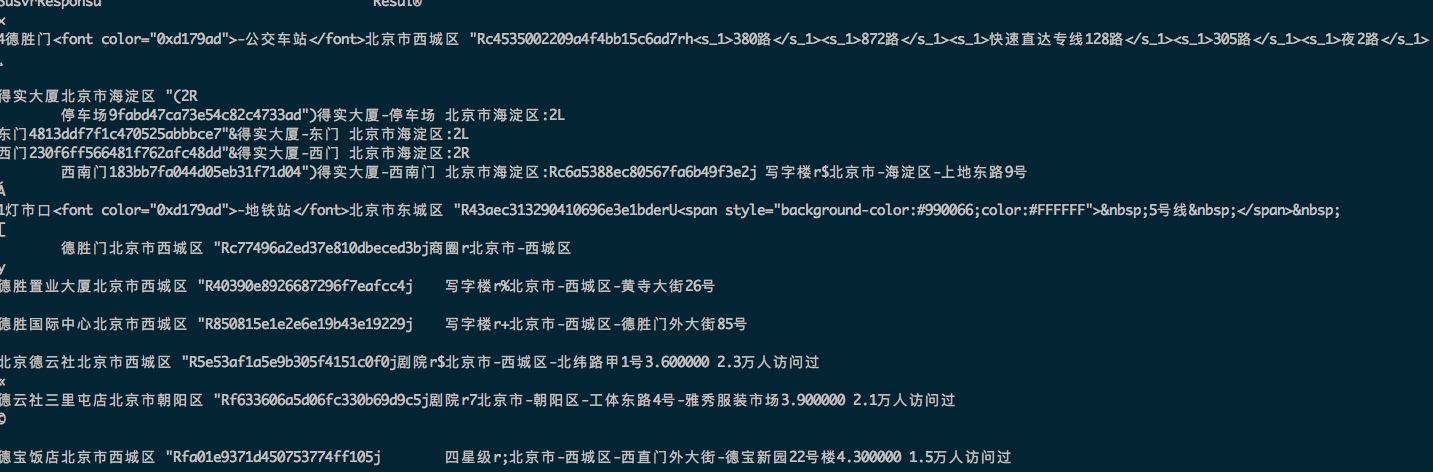 SusvrResponsu Resul®
x
4德胜门<font color="0xd179ad">-公交车站</font>北京市西城区 "Rc4535002209a4f4bb15c6ad7rh<s_1>380路</s_1><s_1>872路</s_1><s_1>快速直达专线128路</s_1><s_1>305路</s_1><s_1>夜2路</s_1>
得实大厦北京市海淀区 "(2R
停车场9fabd47ca73e54c82c4733ad")得实大厦-停车场 北京市海淀区:2L
东门4813ddf7f1c470525abbbce7"&得实大厦-东门 北京市海淀区:2L
西门230f6ff566481f762afc48dd"&得实大厦-西门 北京市海淀区:2R
西南门183bb7fa044d05eb31f71d04")得实大厦-西南门 北京市海淀区:Rc6a5388ec80567fa6b49f3e2j 写字楼r$北京市-海淀区-上地东路9号
Á
1灯市口<font color="0xd179ad">-地铁站</font>北京市东城区 "R43aec313290410696e3e1bderU<span style="background-color:#990066;color:#FFFFFF">&nbsp;5号线&nbsp;</span>&nbsp;
[
德胜门北京市西城区 "Rc77496a2ed37e810dbeced3bj商圈r北京市-西城区
y
德胜置业大厦北京市西城区 "R40390e8926687296f7eafcc4j 写字楼r%北京市-西城区-黄寺大街26号
德胜国际中心北京市西城区 "R850815e1e2e6e19b43e19229j 写字楼r+北京市-西城区-德胜门外大街85号
北京德云社北京市西城区 "R5e53af1a5e9b305f4151c0f0j剧院r$北京市-西城区-北纬路甲1号3.600000 2.3万人访问过
德云社三里屯店北京市朝阳区 "Rf633606a5d06fc330b69d9c5j剧院r7北京市-朝阳区-工体东路4号-雅秀服装市场3.900000 2.1万人访问过
©
德宝饭店北京市西城区 "Rfa01e9371d450753774ff105j 四星级r;北京市-西城区-西直门外大街-德宝新园22号楼4.300000 1.5万人访问过